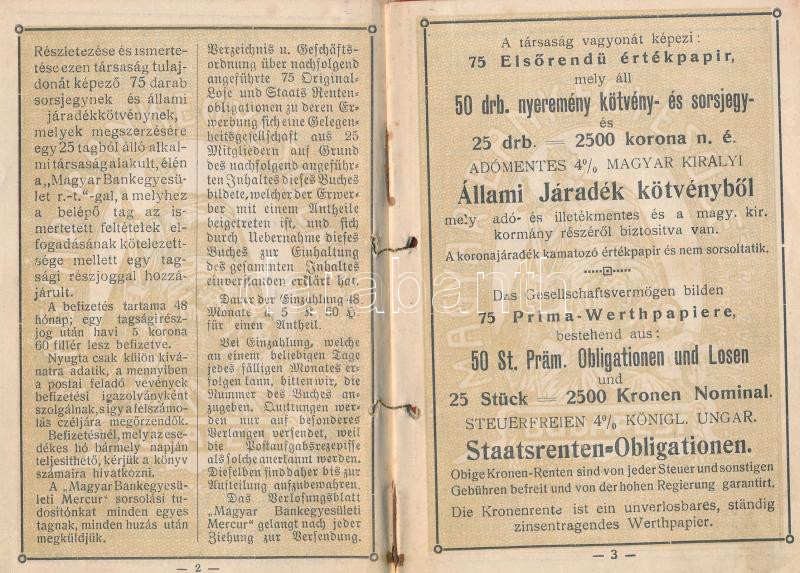 Részletezése és ismerte-
tése ezen társaság tulaj-
donát képező 75 darab
sorsjegynek és állami
járadékkötvénynek,
melyek megszerzésére
egy 25 tagból álló alkal-
mi társaság alakult, élén
a „Magyar Bankegyesü-
let r.-t."-gal, a melyhez
a belépő tag az is-
mertetett feltételek el-
fogadásának kötelezett-
sége mellett egy tag-
sági részjoggal hozzá-
járult.
A befizetés tartama 48
hónap; egy tagsági rész-
jog után havi 5 korona
60 fillér lesz befizetve.
Nyugta csak külön kívá-
natra adatik, a mennyiben
a postai feladó vevények
befizetési igazolványként
szolgálnak, s így a felszámo-
lás czéljára megőrzendők.
Befizetésnél, mely az ese-
dékes hó bármely napján
teljesíthető, kérjük a könyv
számaira hivatkozni.
A „Magyar Bankegyesü-
leti Mercur" sorsolási tu-
dósítónkat minden egyes
tagnak, minden huzás után
megküldjük.
— 2 —
Verzeichnis u. Geschäfts-
ordnung über nachfolgend
angeführte 75 Original-
Lose und Staats Renten-
obligationen zu deren Er-
werbung sich eine Gelegen-
heitsgesellschaft aus 25
Mitgliedern auf Grund
des nachfolgend angeführ-
ten Inhaltes dieses Buches
bildete, welcher der Erwer-
ber mit einem Antheile
beigetreten ist, und sich
durch Uebernahme dieses
Buches zur Einhaltung
des gesammten Inhaltes
einverstanden erklärt hat.
Dauer der Einzahlung 48
Monate à 5 K 60 H
für einen Antheil.
Bei Einzahlung, welche
an einem beliebigen Tage
jedes fälligen Monates er-
folgen kann, bitten wir, die
Nummer des Buches an-
zugeben. Quittungen wer-
den nur auf besonderes
Verlangen versendet, weil
die Postaufgabsrezepisse
als solche anerkannt werden.
Dieselben sind daher bis zur
Aufteilung aufzubewahren.
Das Verlosungsblatt
„Magyar Bankegyesületi
Mercur" gelangt nach jeder
Ziehung zur Versendung.
A társaság vagyonát képezi:
75 Elsőrendü értékpapir,
mely áll
50 drb. nyeremény kötvény- és sorsjegy-
és
25 drb. = 2500 korona n. é.
ADÓMENTES 4% MAGYAR KIRÁLYI
Állami Járadék kötvényből
mely adó- és illetékmentes és a magy. kir.
kormány részéről biztositva van.
A koronajáradék kamatozó értékpapir és nem sorsoltatik.
Das Gesellschaftsvermögen bilden
75 Prima-Werthpapiere,
bestehend aus:
50 St. Präm. Obligationen und Losen
und
25 Stück = 2500 Kronen Nominal.
STEUERFREIEN 4% KÖNIGL. UNGAR.
Staatsrenten=Obligationen.
Obige Kronen-Renten sind von jeder Steuer und sonstigen
Gebühren befreit und von der hohen Regierung garantirt.
Die Kronenrente ist ein unverlosbares, ständig
zinsentragendes Werthpapier.
— 3 —